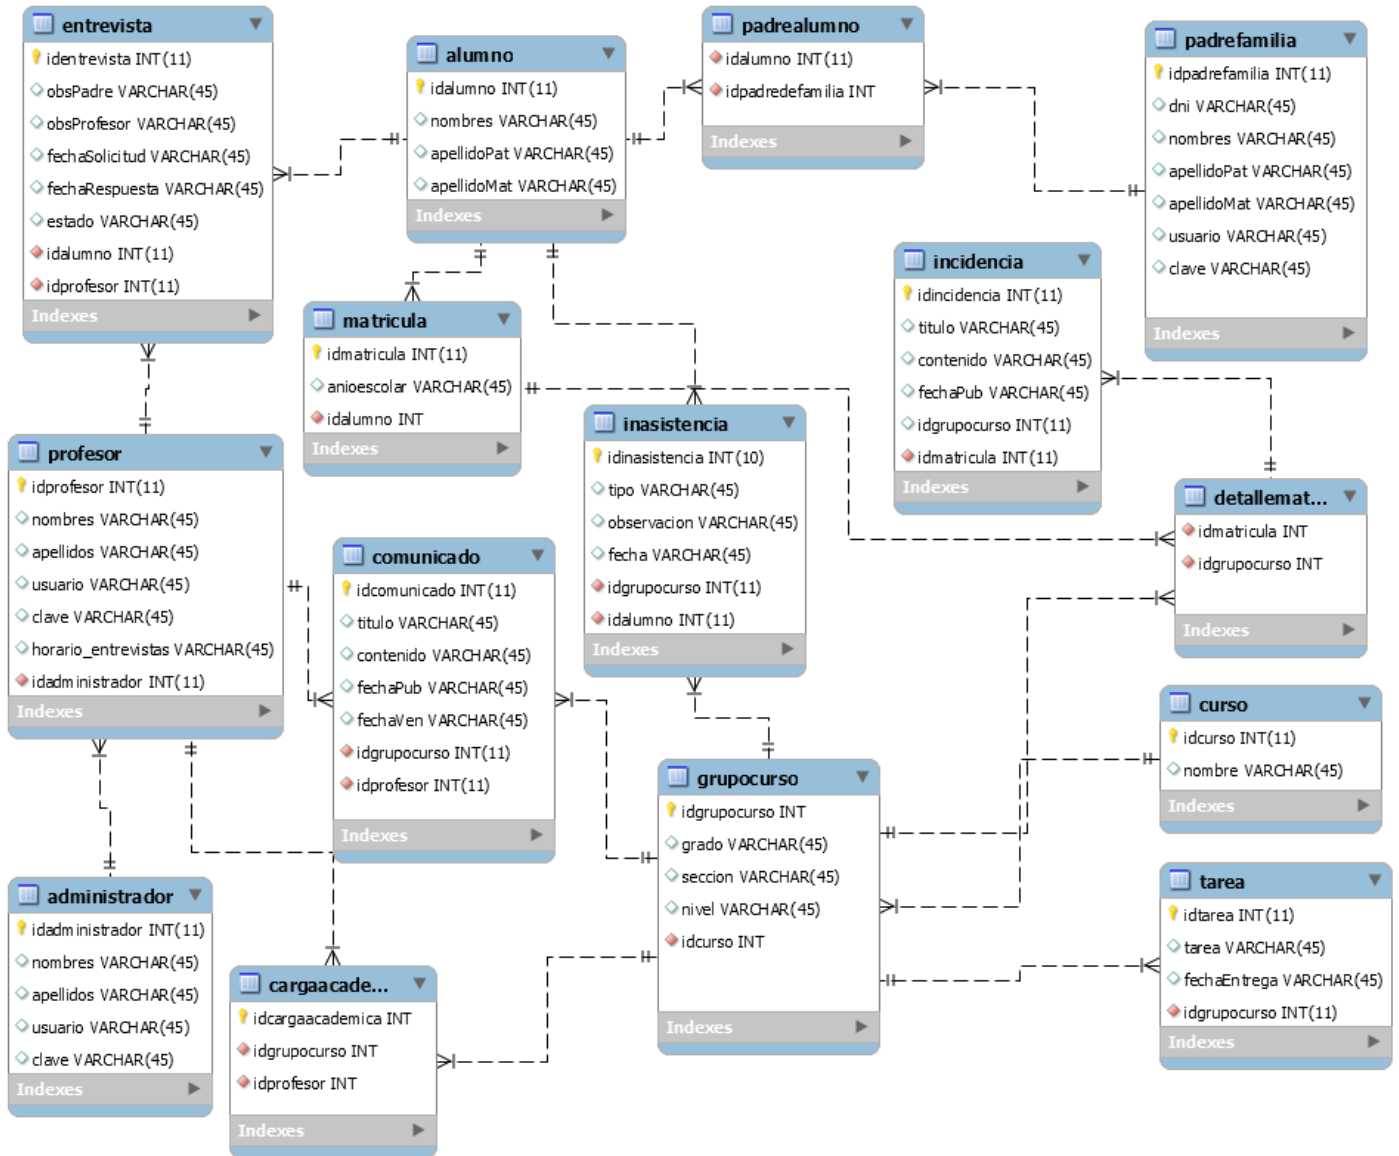 entrevista
identrevista INT(11)
obsPadre VARCHAR(45)
obsProfesor VARCHAR(45)
fechaSolicitud VARCHAR(45)
fechaRespuesta VARCHAR(45)
estado VARCHAR(45)
idalumno INT(11)
idprofesor INT(11)
Indexes
alumno
idalumno INT(11)
nombres VARCHAR(45)
apellidoPat VARCHAR(45)
apellidoMat VARCHAR(45)
Indexes
padrealumno
idalumno INT(11)
idpadredefamilia INT
Indexes
padrefamilia
idpadrefamilia INT(11)
dni VARCHAR(45)
nombres VARCHAR(45)
apellidoPat VARCHAR(45)
apellidoMat VARCHAR(45)
usuario VARCHAR(45)
clave VARCHAR(45)
Indexes
matricula
idmatricula INT(11)
anioescolar VARCHAR(45)
idalumno INT
Indexes
incidencia
idincidencia INT(11)
titulo VARCHAR(45)
contenido VARCHAR(45)
fechaPub VARCHAR(45)
idgrupocurso INT(11)
idmatricula INT(11)
Indexes
inasistencia
idinasistencia INT(10)
tipo VARCHAR(45)
observacion VARCHAR(45)
fecha VARCHAR(45)
idgrupocurso INT(11)
idalumno INT(11)
Indexes
profesor
idprofesor INT(11)
nombres VARCHAR(45)
apellidos VARCHAR(45)
usuario VARCHAR(45)
clave VARCHAR(45)
horario_entrevistas VARCHAR(45)
idadministrador INT(11)
Indexes
detallemat...
idmatricula INT
idgrupocurso INT
Indexes
comunicado
idcomunicado INT(11)
titulo VARCHAR(45)
contenido VARCHAR(45)
fechaPub VARCHAR(45)
fechaVen VARCHAR(45)
idgrupocurso INT(11)
idprofesor INT(11)
Indexes
curso
idcurso INT(11)
nombre VARCHAR(45)
Indexes
grupocurso
idgrupocurso INT
grado VARCHAR(45)
seccion VARCHAR(45)
nivel VARCHAR(45)
idcurso INT
Indexes
administrador
idadministrador INT(11)
nombres VARCHAR(45)
apellidos VARCHAR(45)
usuario VARCHAR(45)
clave VARCHAR(45)
Indexes
tarea
idtarea INT(11)
tarea VARCHAR(45)
fechaEntrega VARCHAR(45)
idgrupocurso INT(11)
Indexes
cargaacade...
idcargaacademica INT
idgrupocurso INT
idprofesor INT
Indexes